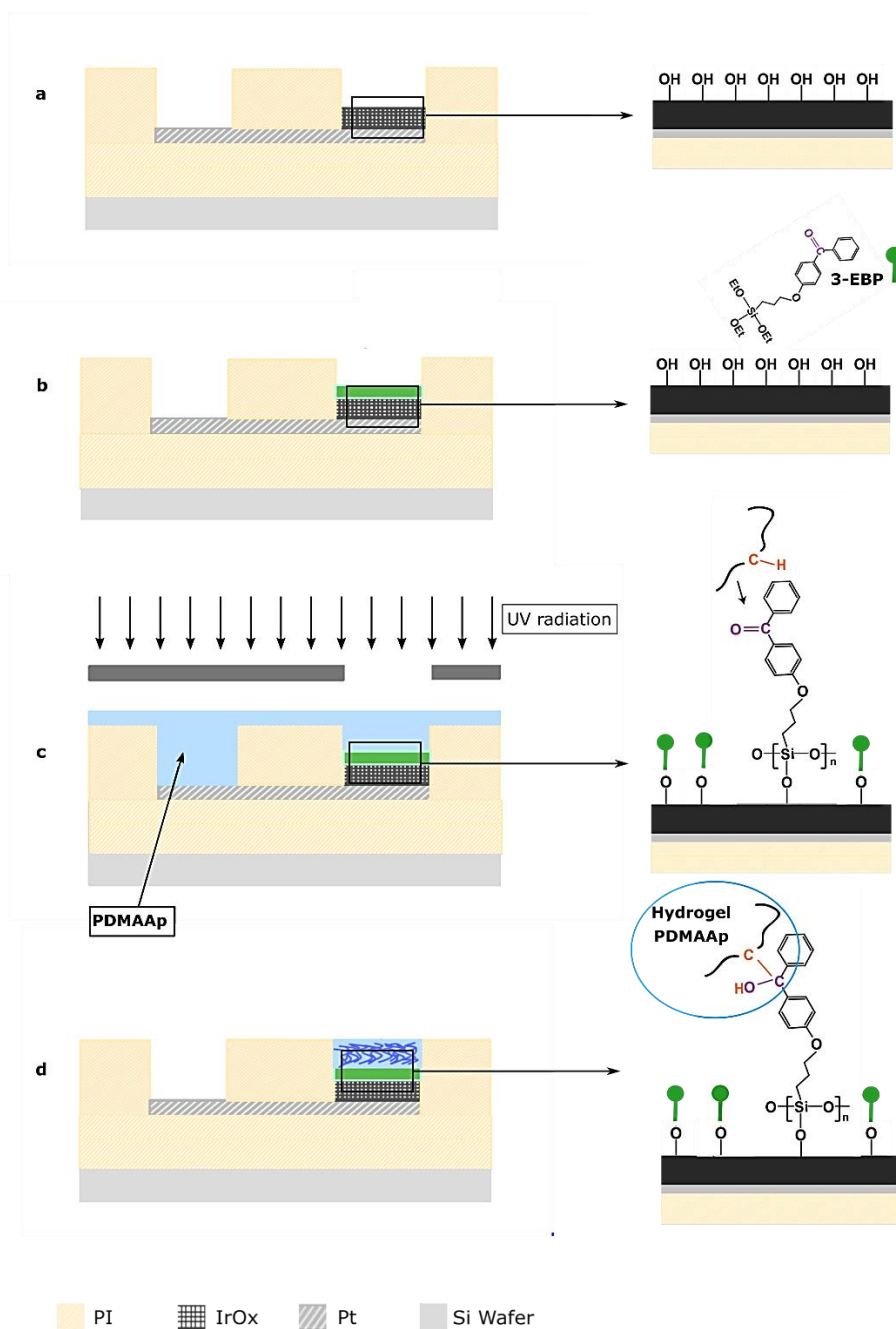 a
OH OH OH OH OH OH OH
O
C
3-EBP
EtO
Si
O
OEt
OEt
b
OH OH OH OH OH OH OH
C-H
UV radiation
O=C
O
c
O-[Si-O-]n
O O O O
PDMAAp
Hydrogel
PDMAAp
C
HO C
O
d
O-[Si-O-]n
O O O O
PI IrOx Pt Si Wafer